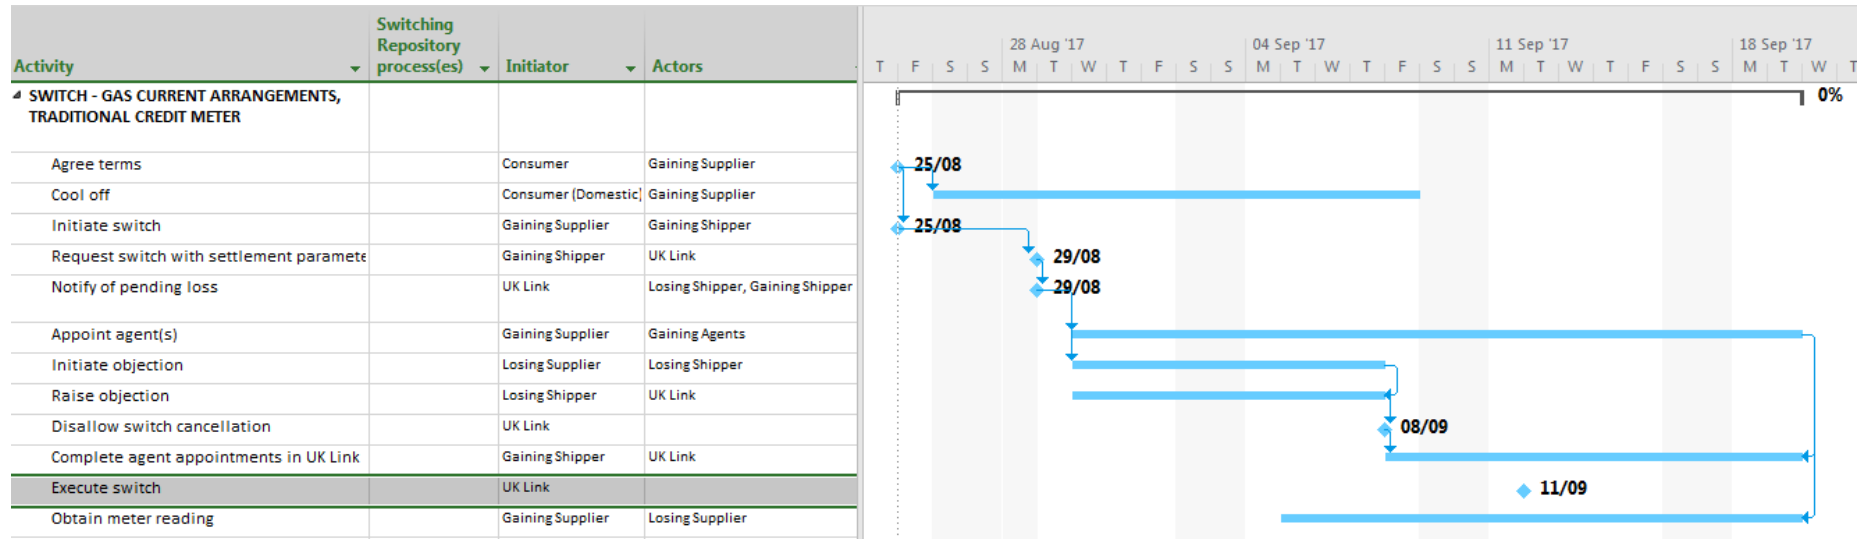 Switching
Repository
Activity process(es) Initiator Actors
28 Aug '17 04 Sep '17 11 Sep '17 18 Sep '17
T F S S M T W T F S S M T W T F S S M T W T F S S M T W T
SWITCH - GAS CURRENT ARRANGEMENTS,
TRADITIONAL CREDIT METER
0%
Agree terms Consumer Gaining Supplier 25/08
Cool off Consumer (Domestic) Gaining Supplier
Initiate switch Gaining Supplier Gaining Shipper 25/08
Request switch with settlement paramete Gaining Shipper UK Link 29/08
Notify of pending loss UK Link Losing Shipper, Gaining Shipper 29/08
Appoint agent(s) Gaining Supplier Gaining Agents
Initiate objection Losing Supplier Losing Shipper
Raise objection Losing Shipper UK Link
Disallow switch cancellation UK Link 08/09
Complete agent appointments in UK Link Gaining Shipper UK Link
Execute switch UK Link 11/09
Obtain meter reading Gaining Supplier Losing Supplier